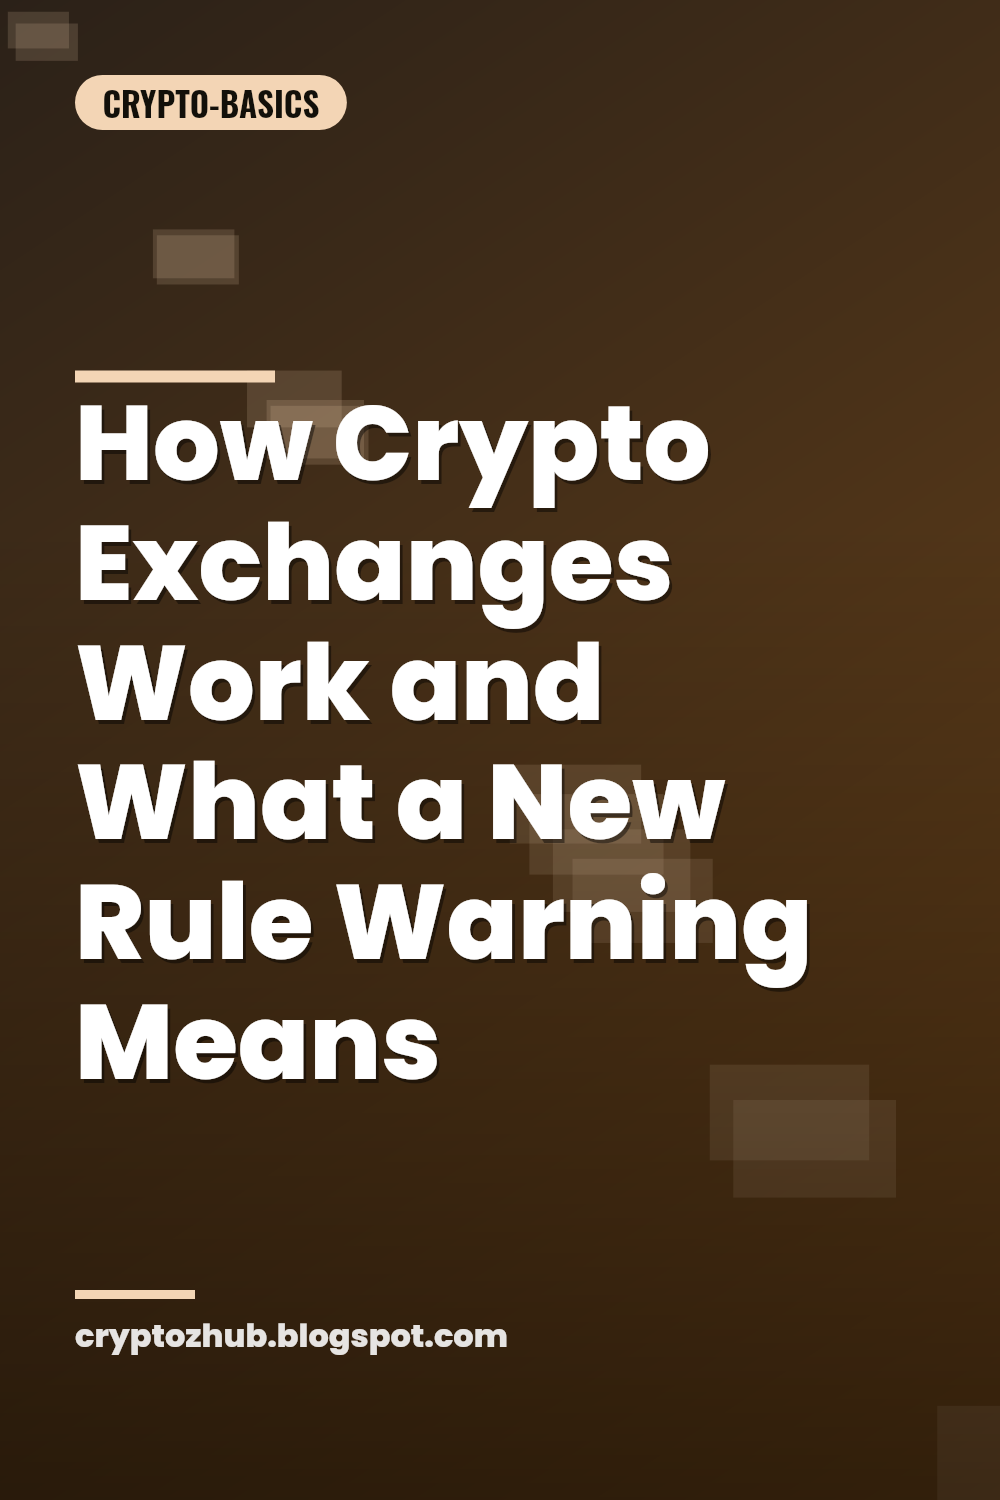 CRYPTO-BASICS
How Crypto
Exchanges
Work and
What a New
Rule Warning
Means
cryptozhub.blogspot.com